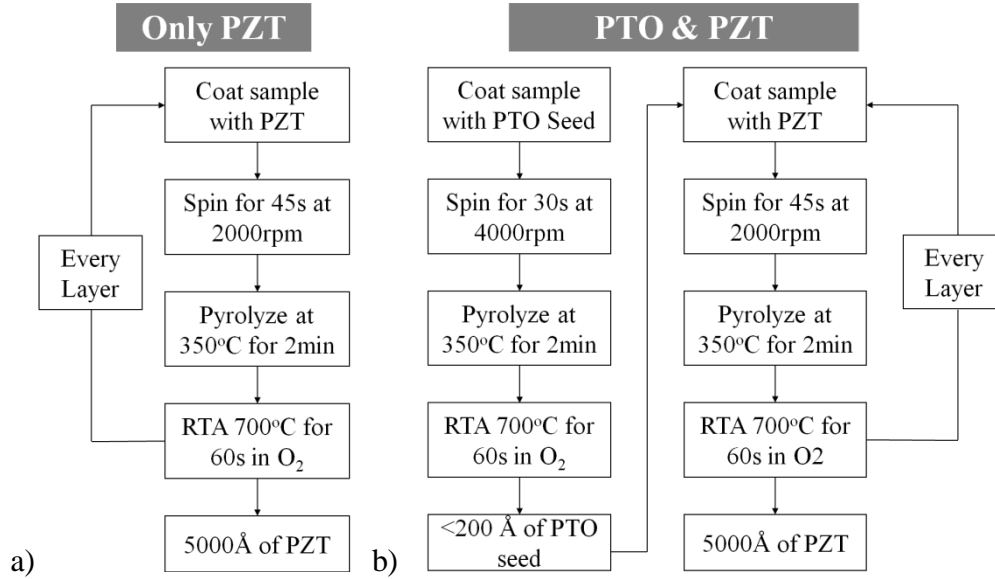 Only PZT
Coat sample
with PZT
Spin for 45s at
2000rpm
Every
Layer
Pyrolyze at
350°C for 2min
RTA 700°C for
60s in O₂
5000Å of PZT
a)
PTO & PZT
Coat sample
with PTO Seed
Spin for 30s at
4000rpm
Pyrolyze at
350°C for 2min
RTA 700°C for
60s in O₂
<200 Å of PTO
seed
b)
Coat sample
with PZT
Spin for 45s at
2000rpm
Every
Layer
Pyrolyze at
350°C for 2min
RTA 700°C for
60s in O2
5000Å of PZT